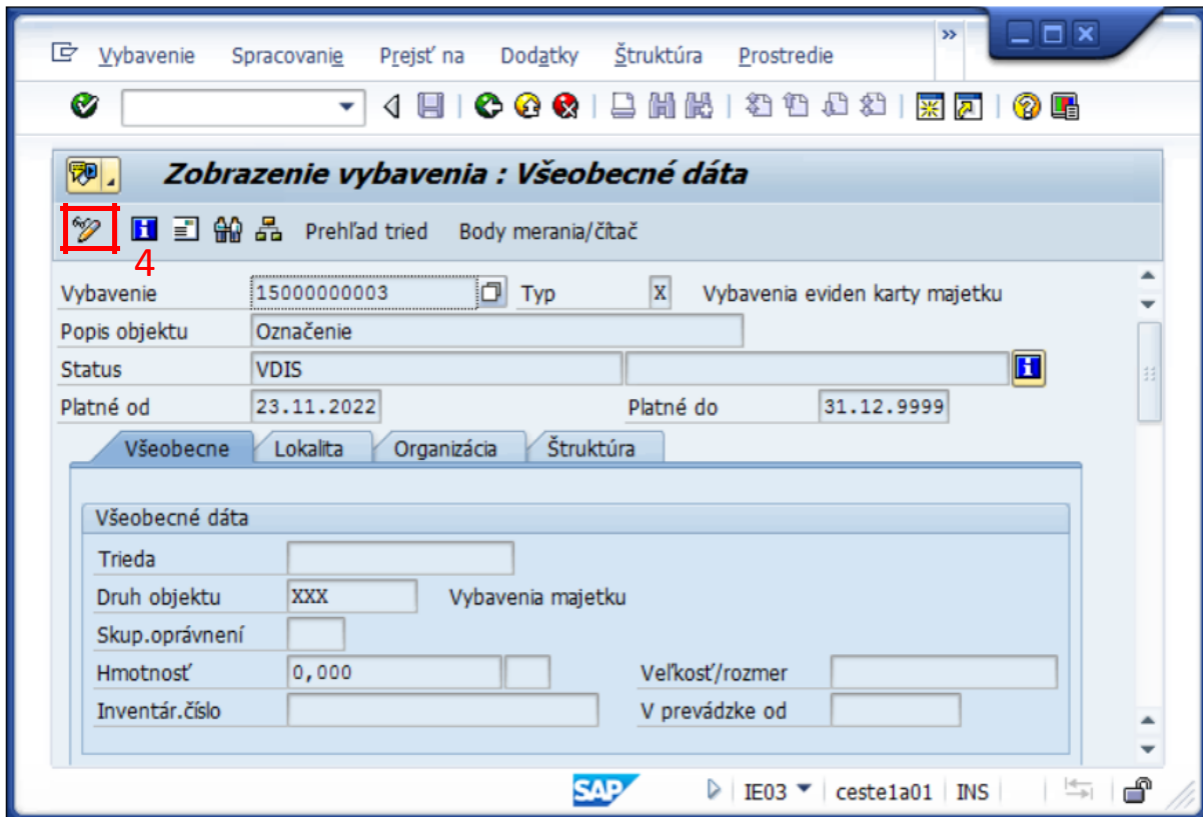 Vybavenie Spracovanie Prejsť na Dodatky Štruktúra Prostredie »
Zobrazenie vybavenia : Všeobecné dáta
Prehľad tried Body merania/čítač
4
Vybavenie 15000000003 Typ X Vybavenia eviden karty majetku
Popis objektu Označenie
Status VDIS
Platné od 23.11.2022 Platné do 31.12.9999
Všeobecne Lokalita Organizácia Štruktúra
Všeobecné dáta
Trieda
Druh objektu XXX Vybavenia majetku
Skup.oprávnení
Hmotnosť 0,000 Veľkosť/rozmer
Inventár.číslo V prevádzke od
SAP IE03 ceste1a01 INS